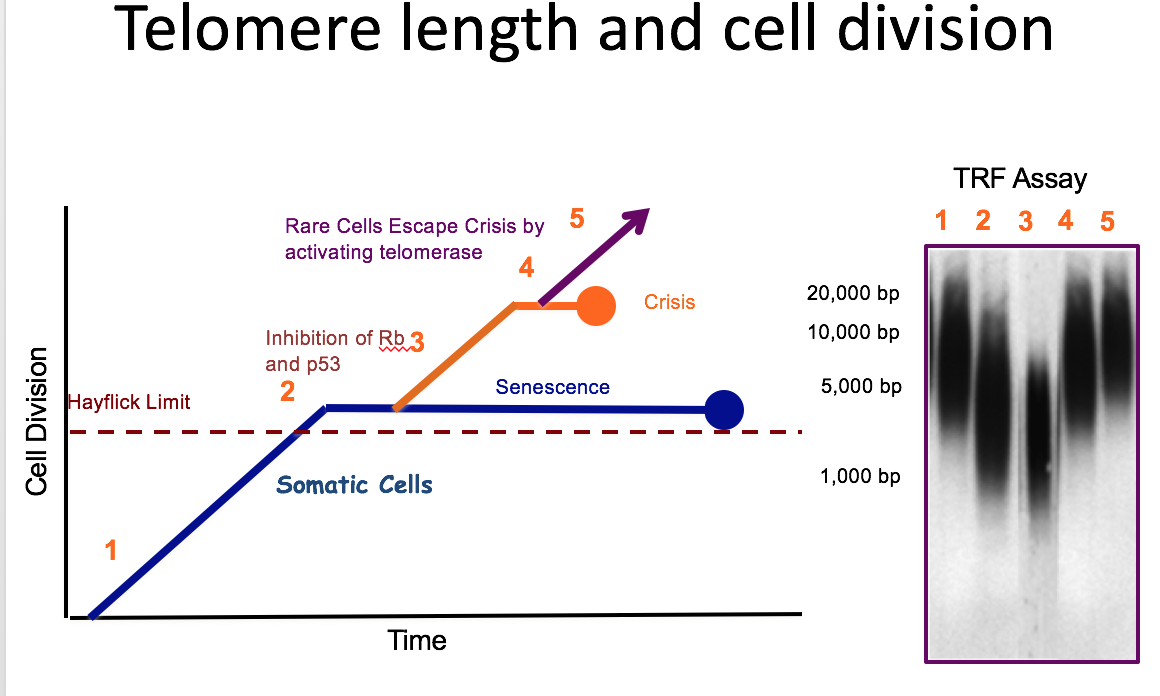 Telomere length and cell division
TRF Assay
1 2 3 4 5
20,000 bp
10,000 bp
5,000 bp
1,000 bp
Rare Cells Escape Crisis by
activating telomerase
5
4
Crisis
Inhibition of Rb
and p53
3
2
Senescence
Hayflick Limit
Somatic Cells
1
Cell Division
Time